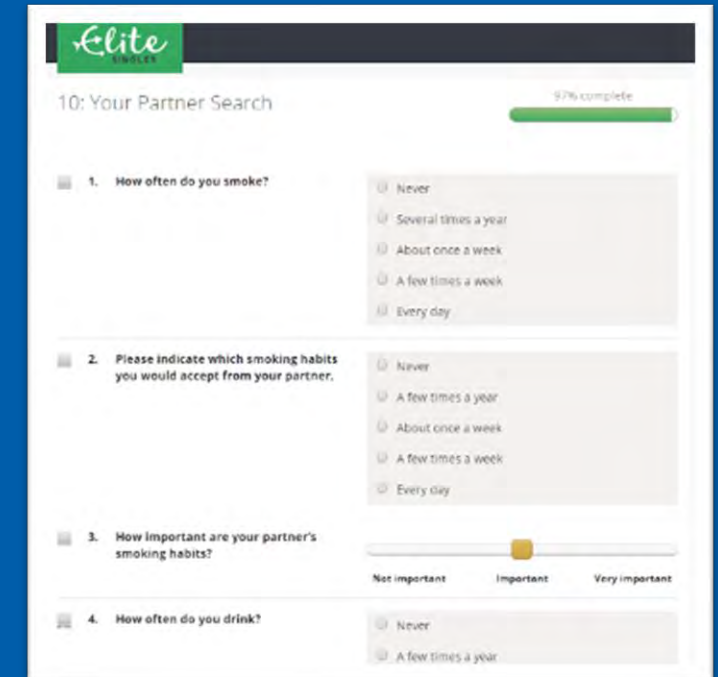 Elite
SINGLES
10: Your Partner Search
97% complete
1. How often do you smoke?
Never
Several times a year
About once a week
A few times a week
Every day
2. Please indicate which smoking habits
you would accept from your partner.
Never
A few times a year
About once a week
A few times a week
Every day
3. How important are your partner's
smoking habits?
Not important Important Very important
4. How often do you drink?
Never
A few times a year